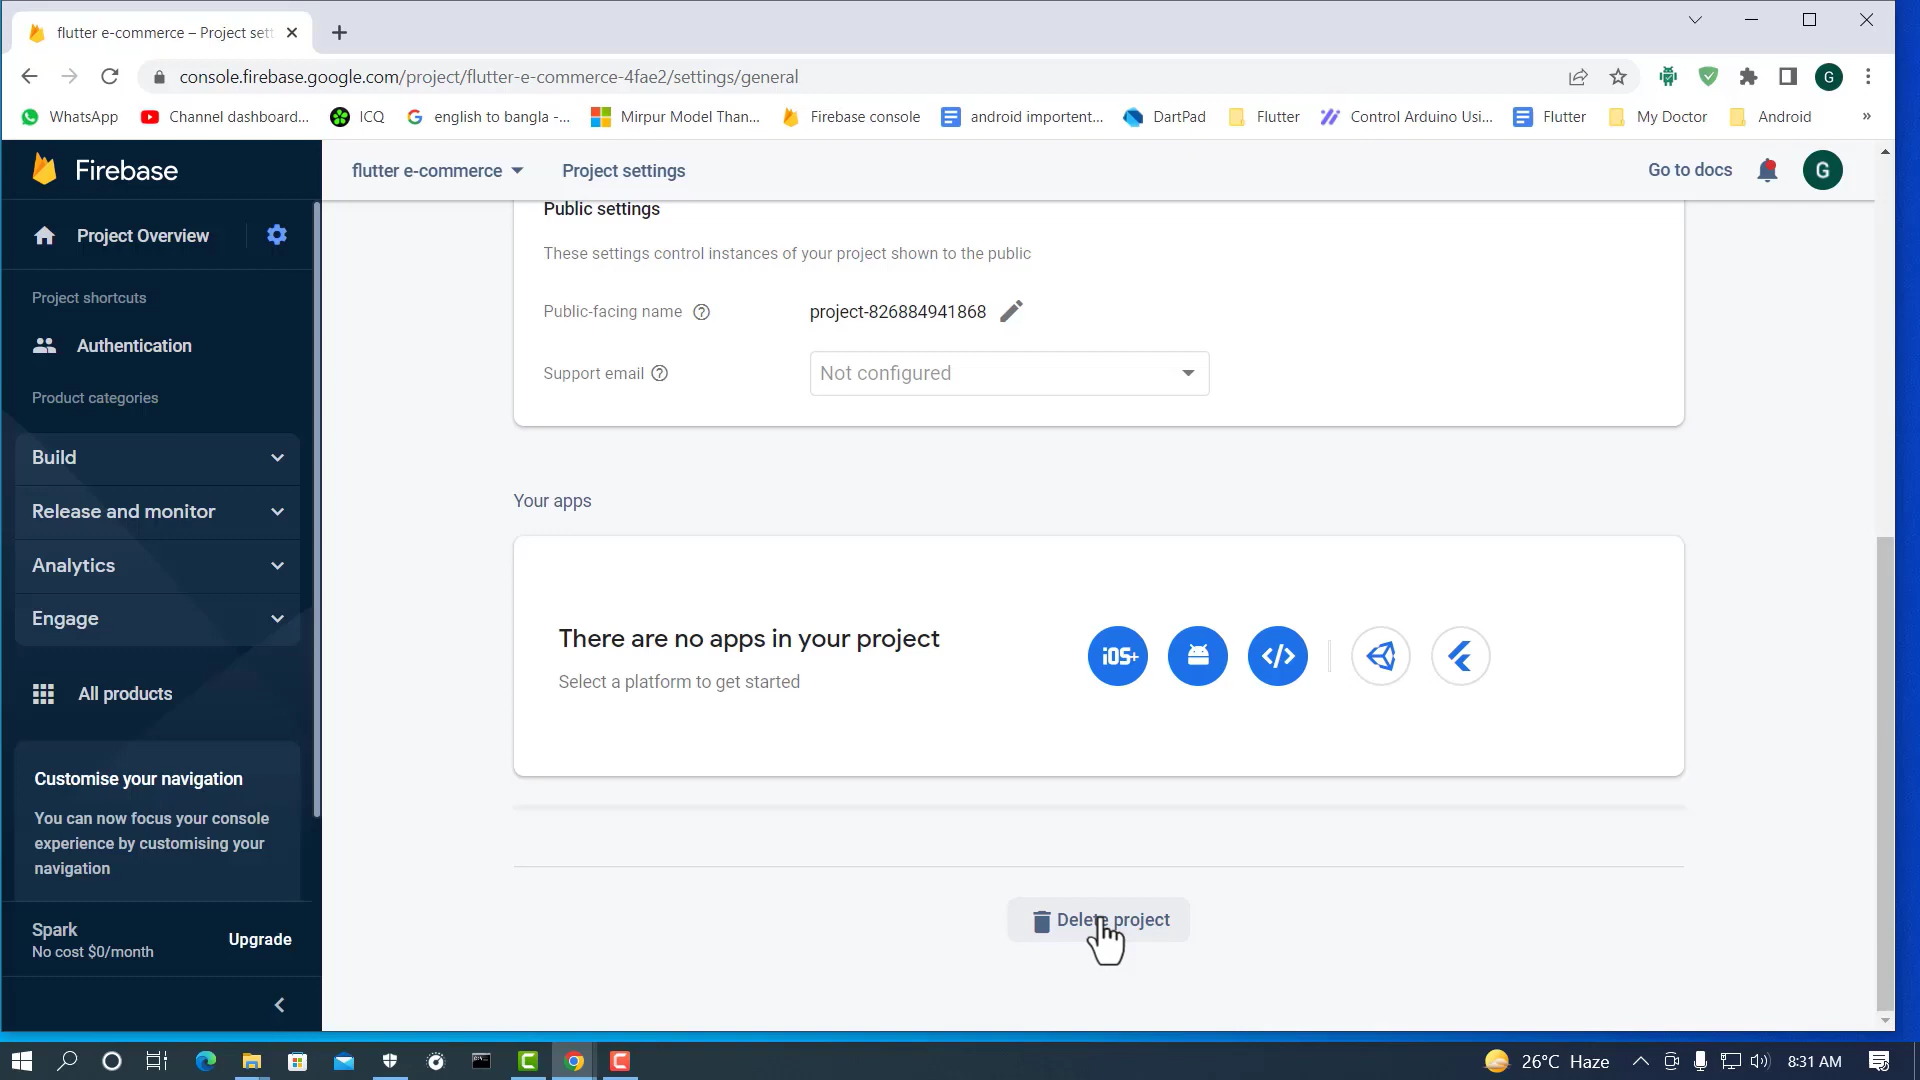 flutter e-commerce – Project sett
console.firebase.google.com/project/flutter-e-commerce-4fae2/settings/general
G
WhatsApp
Channel dashboard...
ICQ
english to bangla -...
Mirpur Model Than...
Firebase console
android importent...
DartPad
Flutter
Control Arduino Usi...
Flutter
My Doctor
Android
»
Firebase
flutter e-commerce
Project settings
Go to docs
G
Project Overview
Project shortcuts
Authentication
Product categories
Build
Release and monitor
Analytics
Engage
All products
Customise your navigation
You can now focus your console
experience by customising your
navigation
Spark
No cost $0/month
Upgrade
Public settings
These settings control instances of your project shown to the public
Public-facing name
project-826884941868
Support email
Not configured
Your apps
There are no apps in your project
Select a platform to get started
iOS+
Delete project
26°C Haze
8:31 AM